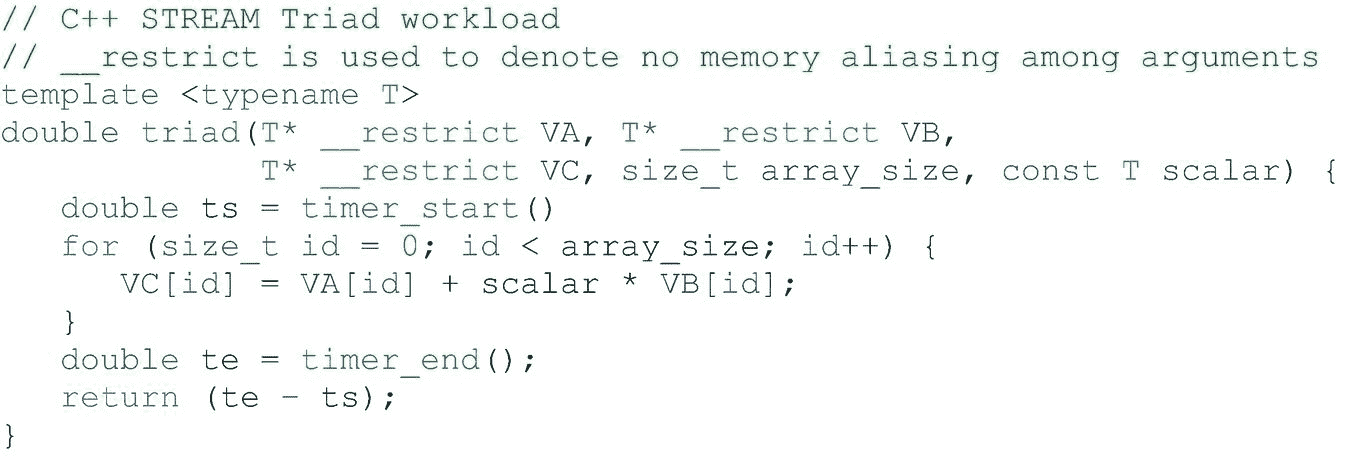 // C++ STREAM Triad workload
// __restrict is used to denote no memory aliasing among arguments
template <typename T>
double triad(T* __restrict VA, T* __restrict VB,
             T* __restrict VC, size_t array_size, const T scalar) {
   double ts = timer_start()
   for (size_t id = 0; id < array_size; id++) {
      VC[id] = VA[id] + scalar * VB[id];
   }
   double te = timer_end();
   return (te - ts);
}